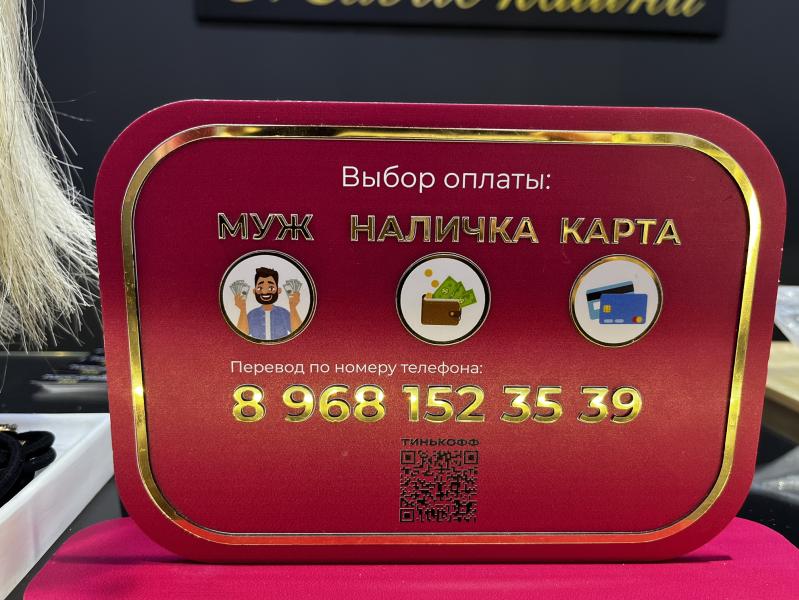 Выбор оплаты:
МУЖ НАЛИЧКА КАРТА
Перевод по номеру телефона:
8 968 152 35 39
ТИНЬКОФФ